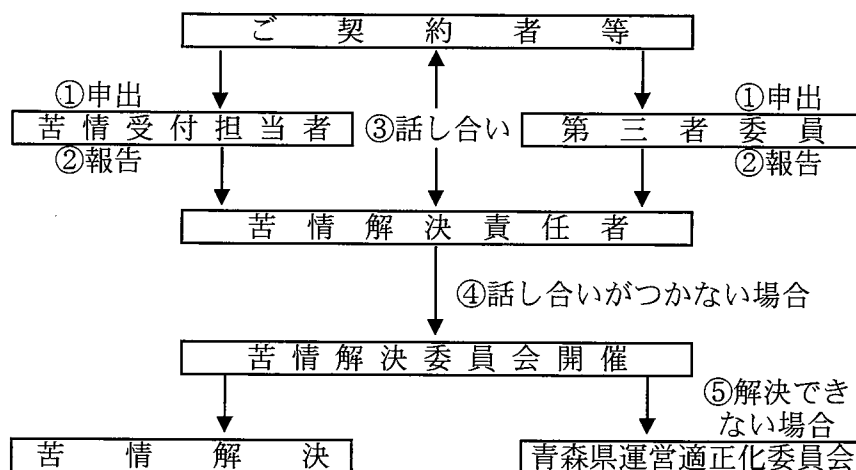 ご契約者等
①申出
①申出
苦情受付担当者
③話し合い
第三者委員
②報告
②報告
苦情解決責任者
④話し合いがつかない場合
苦情解決委員会開催
⑤解決でき
ない場合
苦情解決
青森県運営適正化委員会